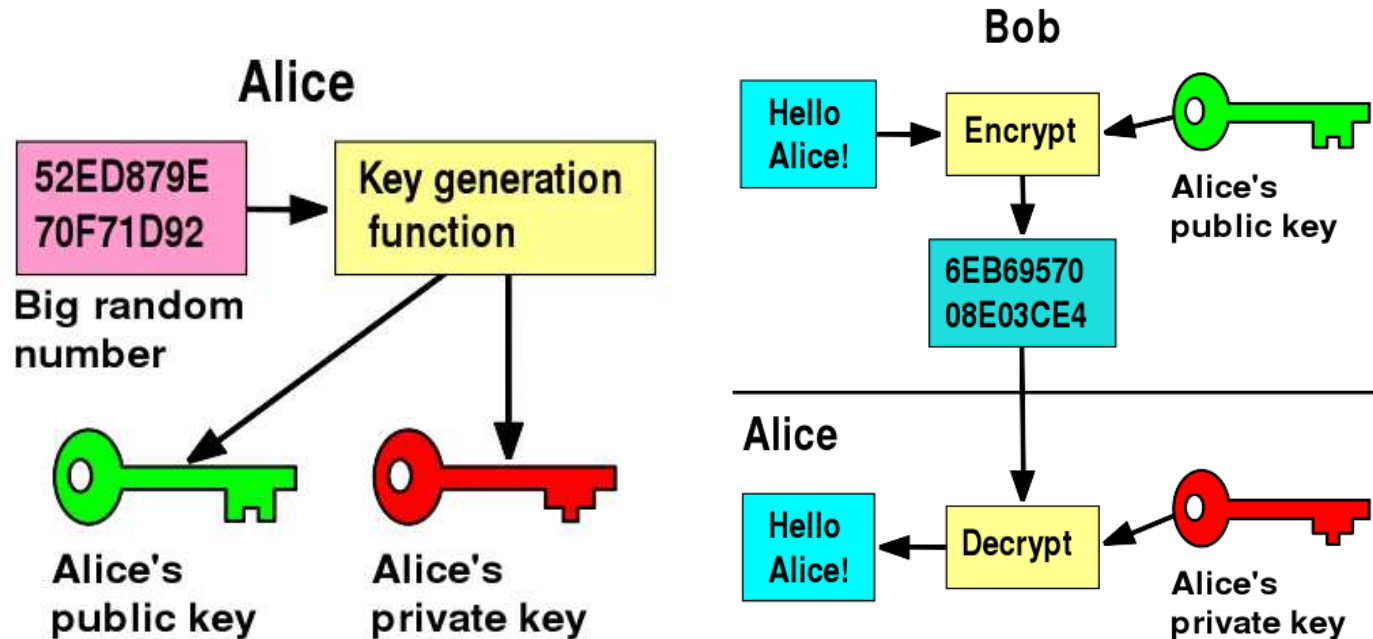 Alice
52ED879E
70F71D92
Big random
number
Key generation
function
Alice's
public key
Alice's
private key
Bob
Hello
Alice!
Encrypt
Alice's
public key
6EB69570
08E03CE4
Alice
Hello
Alice!
Decrypt
Alice's
private key